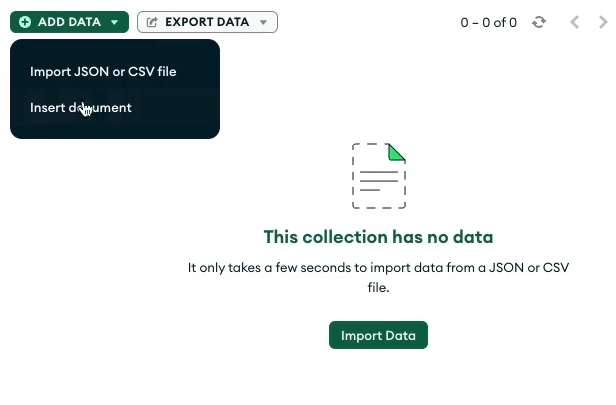 ADD DATA
EXPORT DATA
0 – 0 of 0
Import JSON or CSV file
Insert document
This collection has no data
It only takes a few seconds to import data from a JSON or CSV
file.
Import Data